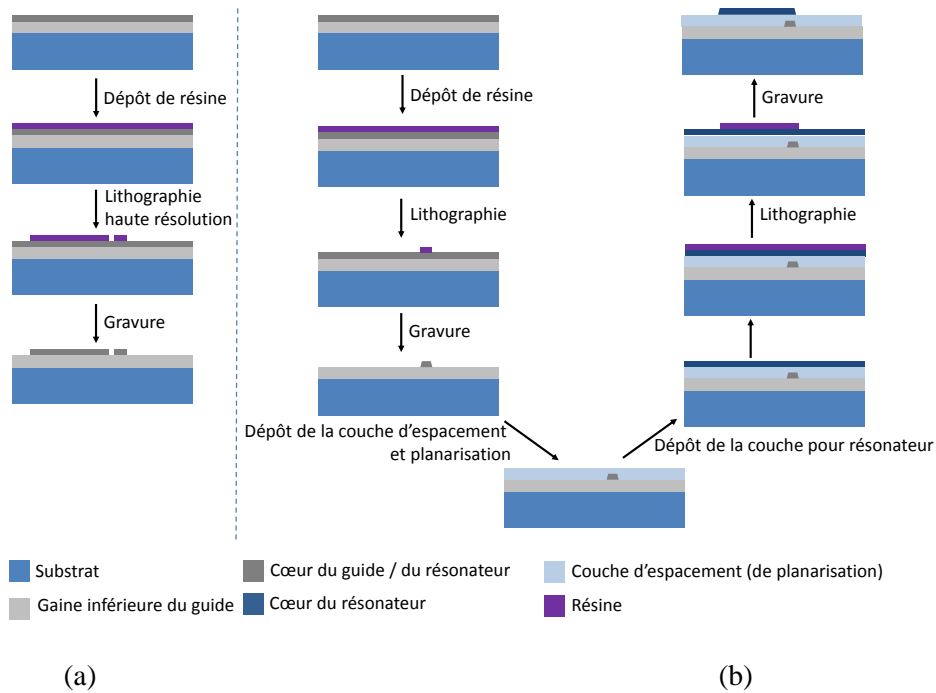 Dépôt de résine
Lithographie
haute résolution
Gravure
Dépôt de résine
Lithographie
Gravure
Dépôt de la couche d'espacement
et planarisation
Dépôt de la couche pour résonateur
Lithographie
Gravure
Substrat
Gaine inférieure du guide
Cœur du guide / du résonateur
Cœur du résonateur
Couche d'espacement (de planarisation)
Résine
(a)
(b)